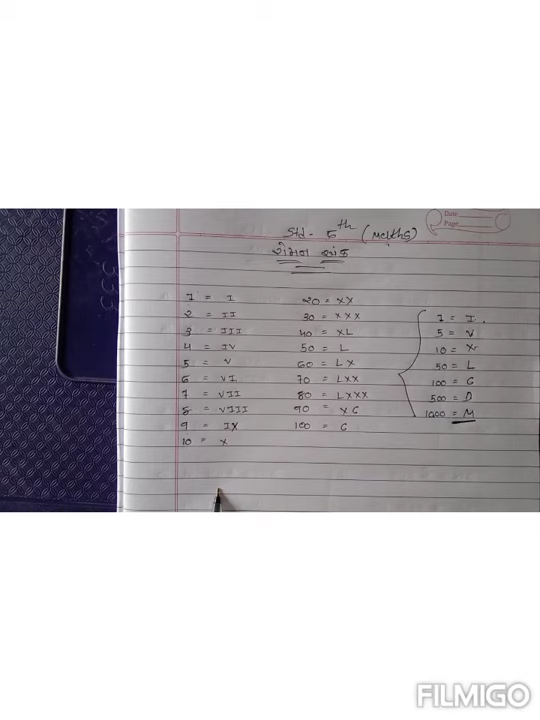 Date
Page
Std - 5th (Maths)
રોમન અંક
1 = I
2 = II
3 = III
4 = IV
5 = V
6 = VI
7 = VII
8 = VIII
9 = IX
10 = X
20 = XX
30 = XXX
40 = XL
50 = L
60 = LX
70 = LXX
80 = LXXX
90 = XC
100 = C
1 = I.
5 = V
10 = X
50 = L
100 = C
500 = D
1000 = M
FILMIGO